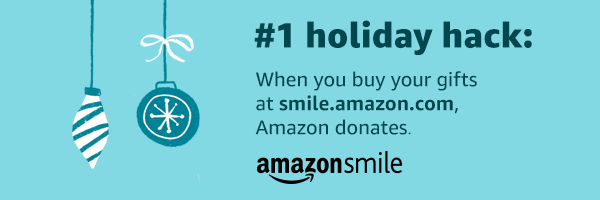 #1 holiday hack:
When you buy your gifts
at smile.amazon.com,
Amazon donates.
amazonsmile